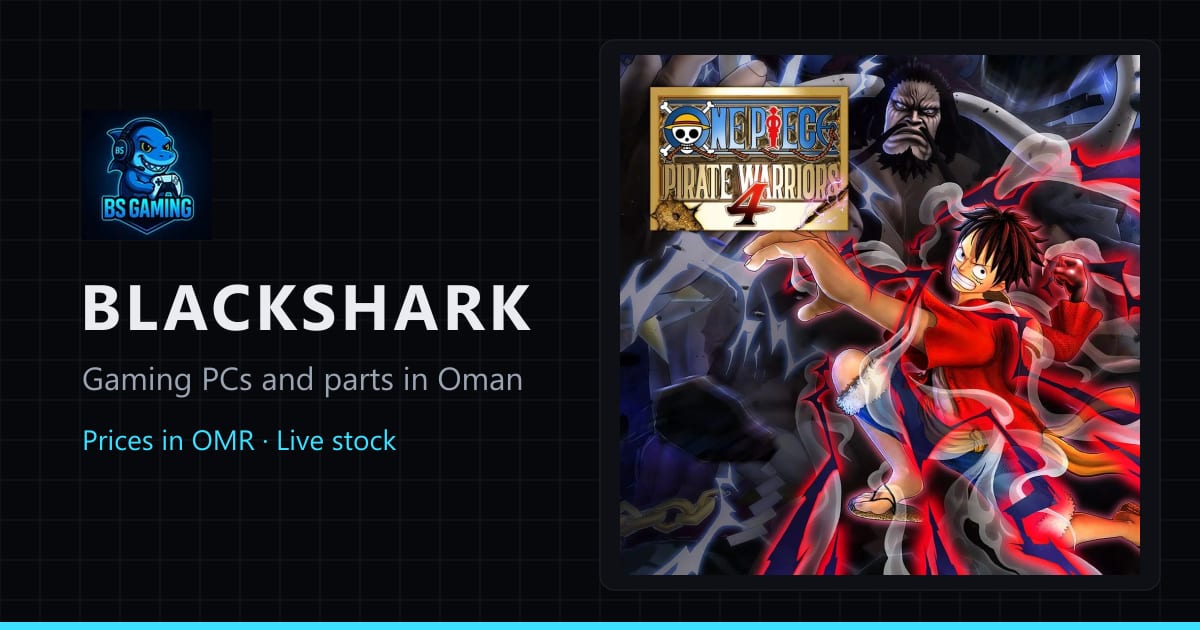 BS
BS GAMING
BLACKSHARK
Gaming PCs and parts in Oman
Prices in OMR · Live stock
ONE PIECE
PIRATE WARRIORS
4